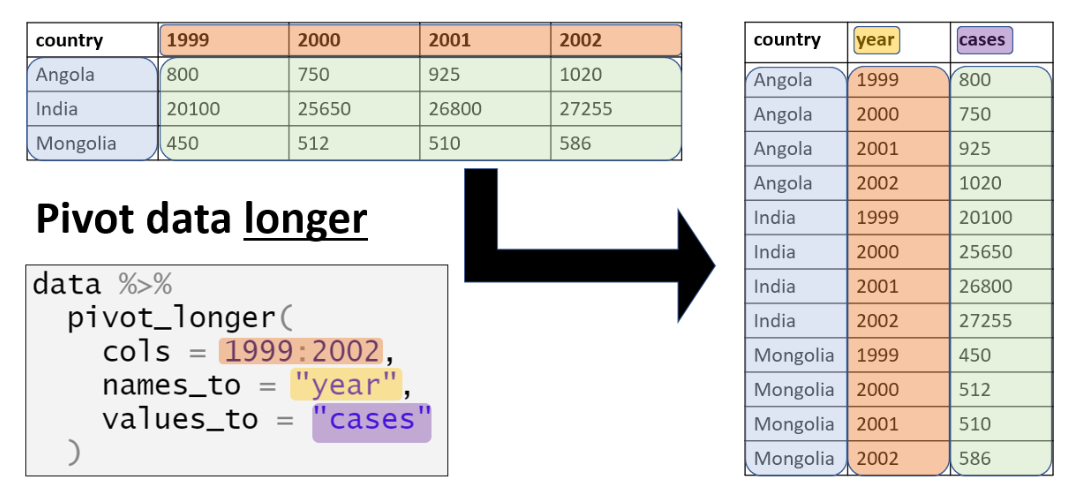 country 1999 2000 2001 2002
Angola 800 750 925 1020
India 20100 25650 26800 27255
Mongolia 450 512 510 586
Pivot data longer
data %>%
pivot_longer(
cols = 1999:2002,
names_to = "year",
values_to = "cases"
)
country year cases
Angola 1999 800
Angola 2000 750
Angola 2001 925
Angola 2002 1020
India 1999 20100
India 2000 25650
India 2001 26800
India 2002 27255
Mongolia 1999 450
Mongolia 2000 512
Mongolia 2001 510
Mongolia 2002 586